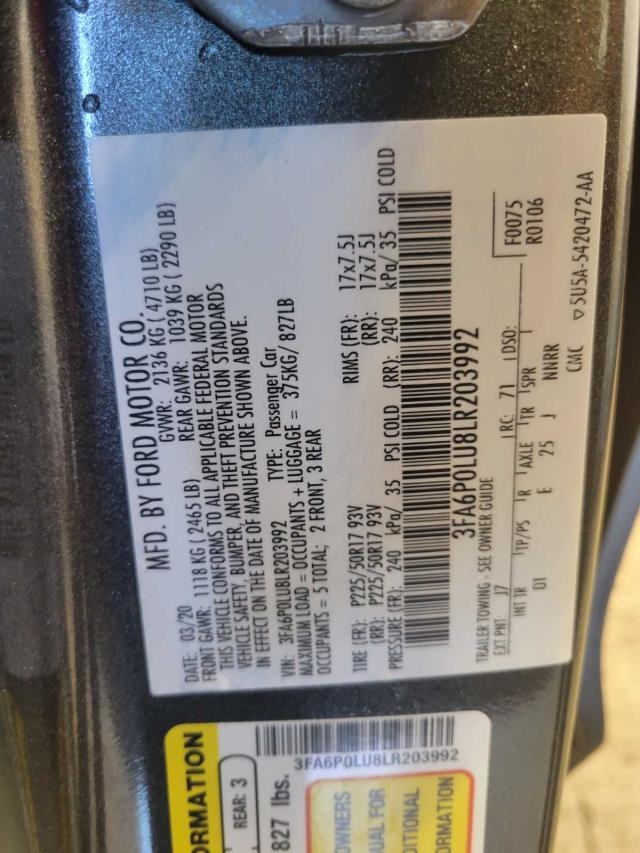 MFD. BY FORD MOTOR CO.
DATE: 03/20 GVWR: 2136 KG ( 4710 LB)
FRONT GAWR: 1118 KG ( 2465 LB) REAR GAWR: 1039 KG ( 2290 LB)
THIS VEHICLE CONFORMS TO ALL APPLICABLE FEDERAL MOTOR
VEHICLE SAFETY, BUMPER, AND THEFT PREVENTION STANDARDS
IN EFFECT ON THE DATE OF MANUFACTURE SHOWN ABOVE.
VIN: 3FA6P0LU8LR203992 TYPE: Passenger Car
MAXIMUM LOAD = OCCUPANTS + LUGGAGE = 375KG/ 827LB
OCCUPANTS = 5 TOTAL; 2 FRONT, 3 REAR
TIRE (FR): P225/50R17 93V RIMS (FR): 17x7.5J
(RR): P225/50R17 93V (RR): 17x7.5J
PRESSURE (FR): 240 kPa/ 35 PSI COLD (RR): 240 kPa/ 35 PSI COLD
3FA6P0LU8LR203992
TRAILER TOWING - SEE OWNER GUIDE
EXT PNT: J7 RC: 71 DSO: F0075
R0106
INT TR TP/PS R AXLE TR SPR
DI E 25 J NNRR
CMC ▽5U5A-5420472-AA
ORMATION
REAR: 3
827 lbs.
3FA6P0LU8LR203992
OWNERS
UAL FOR
DITIONAL
ORMATION